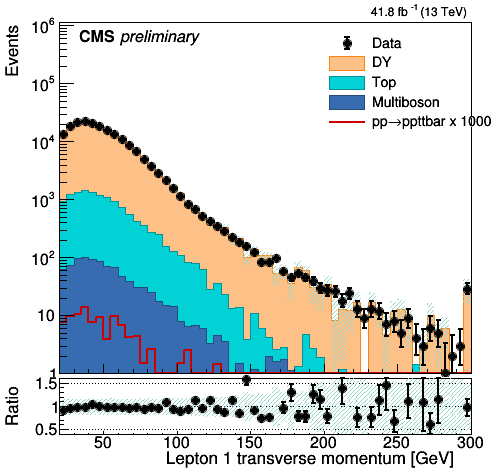 41.8 fb⁻¹ (13 TeV)
CMS preliminary
Events
Data
DY
Top
Multiboson
pp→ppttbar x 1000
10⁶
10⁵
10⁴
10³
10²
10
1
Ratio
1.5
1
0.5
50 100 150 200 250 300
Lepton 1 transverse momentum [GeV]